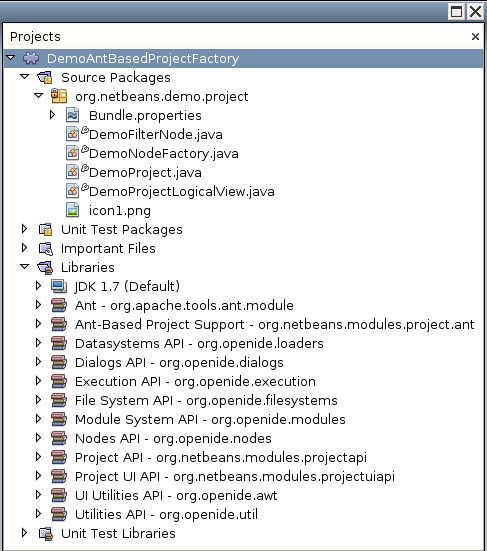 Projects
DemoAntBasedProjectFactory
Source Packages
org.netbeans.demo.project
Bundle.properties
DemoFilterNode.java
DemoNodeFactory.java
DemoProject.java
DemoProjectLogicalView.java
icon1.png
Unit Test Packages
Important Files
Libraries
JDK 1.7 (Default)
Ant - org.apache.tools.ant.module
Ant-Based Project Support - org.netbeans.modules.project.ant
Datasystems API - org.openide.loaders
Dialogs API - org.openide.dialogs
Execution API - org.openide.execution
File System API - org.openide.filesystems
Module System API - org.openide.modules
Nodes API - org.openide.nodes
Project API - org.netbeans.modules.projectapi
Project UI API - org.netbeans.modules.projectuiapi
UI Utilities API - org.openide.awt
Utilities API - org.openide.util
Unit Test Libraries